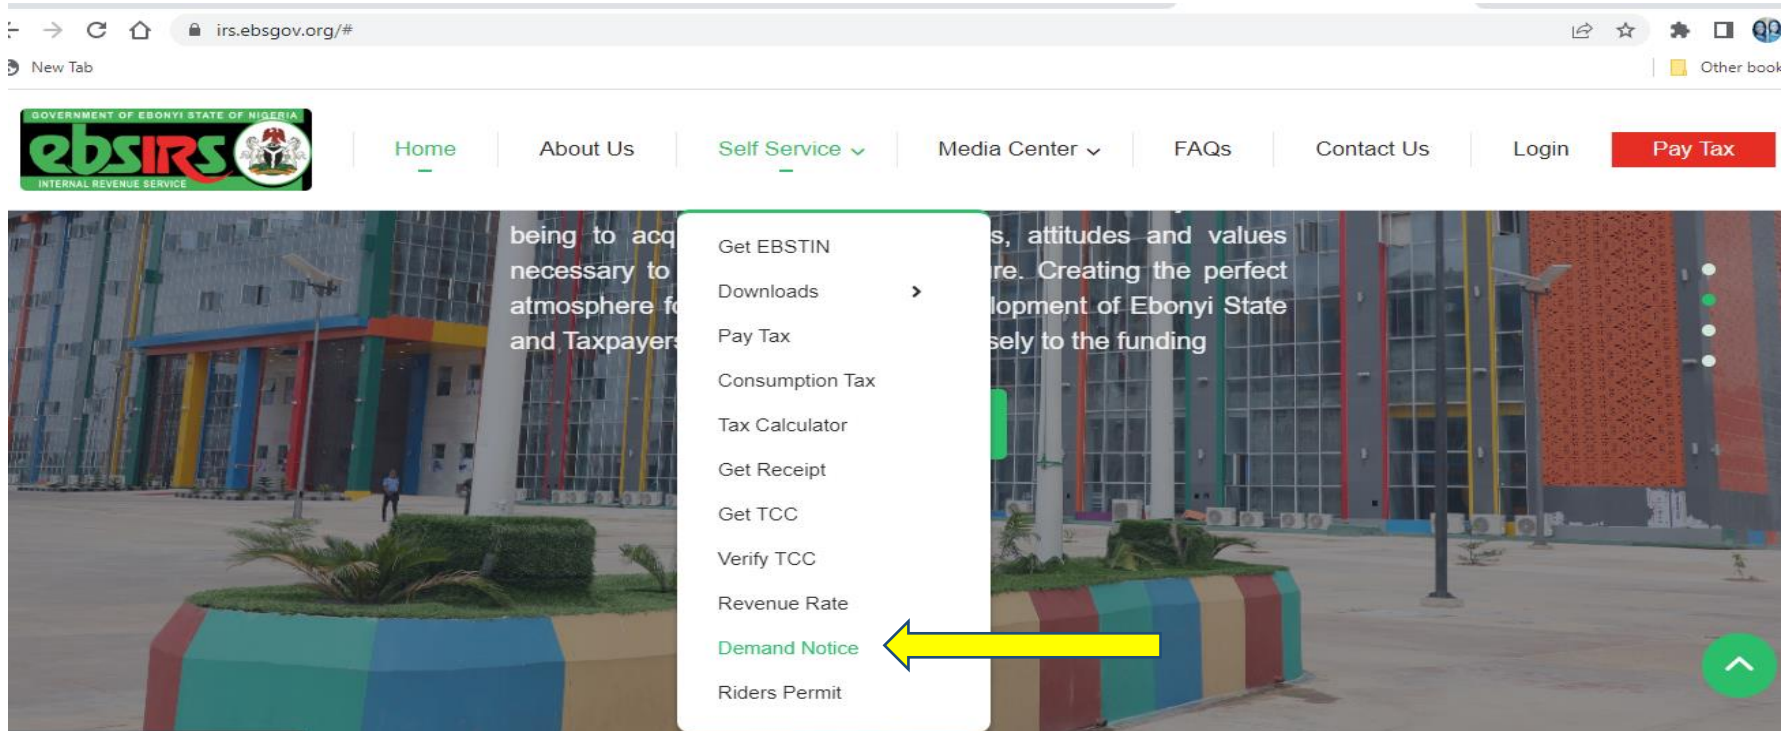 irs.ebsgov.org/#
New Tab
Other book
GOVERNMENT OF EBONYI STATE OF NIGERIA
ebsIRS
INTERNAL REVENUE SERVICE
Home
About Us
Self Service
Media Center
FAQs
Contact Us
Login
Pay Tax
being to acq s, attitudes and values
necessary to re. Creating the perfect
atmosphere fo lopment of Ebonyi State
and Taxpayers sely to the funding
Get EBSTIN
Downloads
Pay Tax
Consumption Tax
Tax Calculator
Get Receipt
Get TCC
Verify TCC
Revenue Rate
Demand Notice
Riders Permit